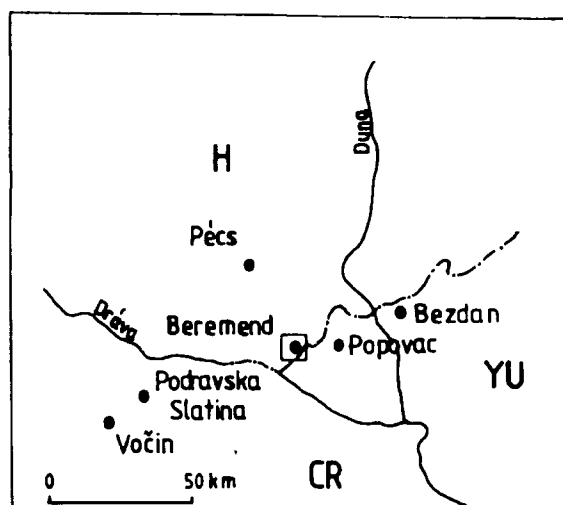 Duna
H
Pécs
Dráva
Beremend
Bezdan
Popovac
YU
Podravska
Slatina
Vočin
0 50 km
CR